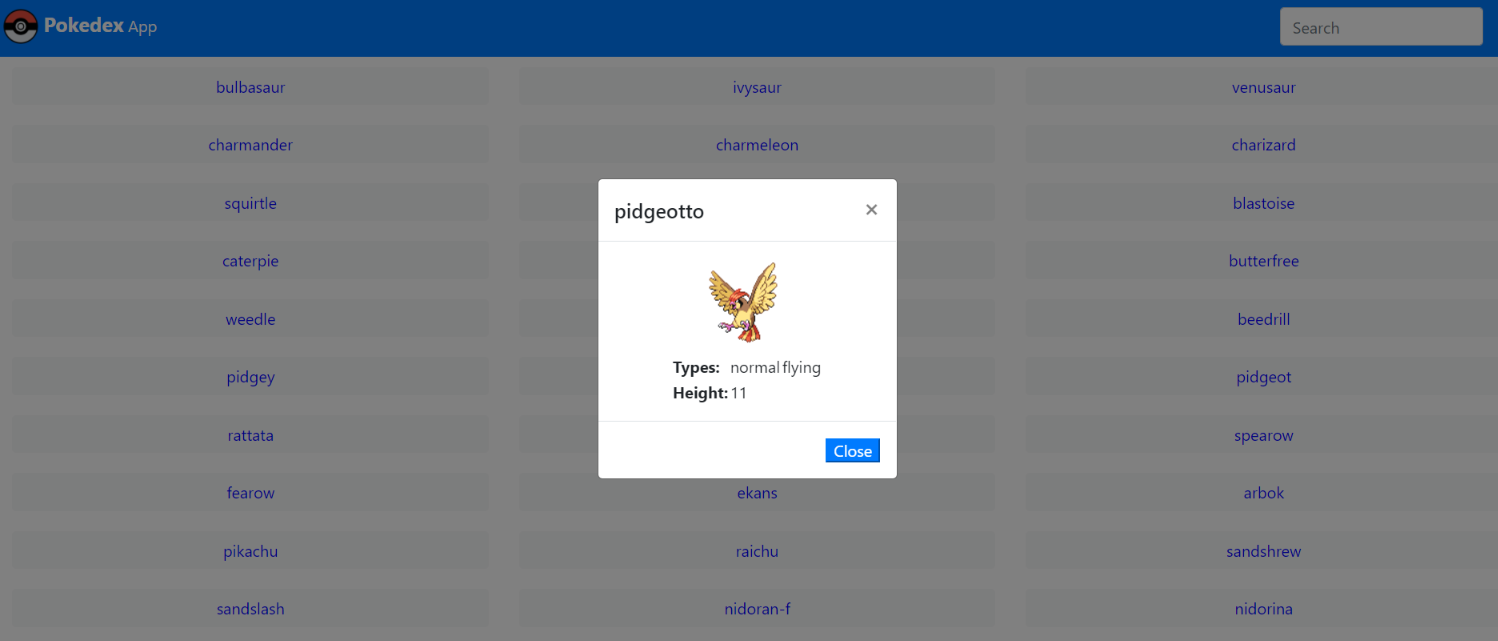 Pokedex App
Search
bulbasaur ivysaur venusaur
charmander charmeleon charizard
squirtle blastoise
pidgeotto ×
caterpie butterfree
weedle beedrill
Types: normal flying
pidgey pidgeot
Height: 11
rattata spearow
Close
fearow ekans arbok
pikachu raichu sandshrew
sandslash nidoran-f nidorina